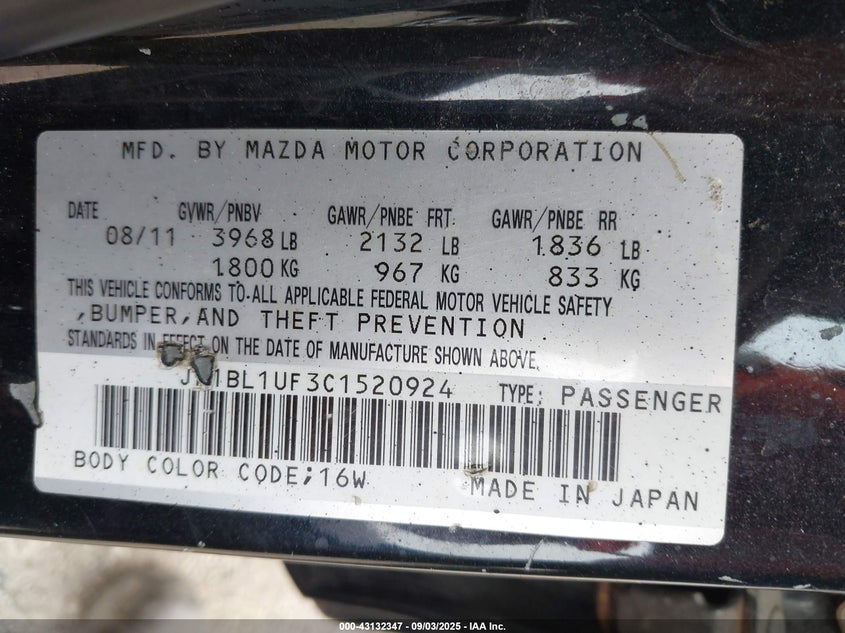 MFD. BY MAZDA MOTOR CORPORATION
DATE GVWR/PNBV GAWR/PNBE FRT. GAWR/PNBE RR
08/11 3968 LB 2132 LB 1836 LB
1800 KG 967 KG 833 KG
THIS VEHICLE CONFORMS TO ALL APPLICABLE FEDERAL MOTOR VEHICLE SAFETY
,BUMPER,AND THEFT PREVENTION
STANDARDS IN EFFECT ON THE DATE OF MANUFACTURE SHOWN ABOVE.
TYPE: PASSENGER
BODY COLOR CODE;16W
MADE IN JAPAN
000-43132347 - 09/03/2025 - IAA Inc.